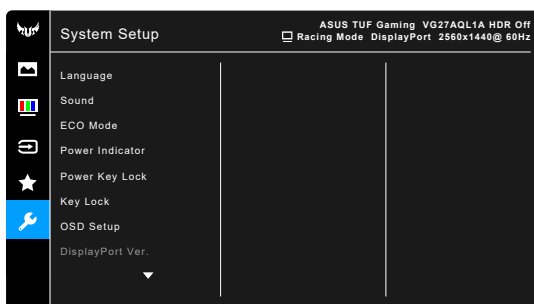 System Setup
ASUS TUF Gaming VG27AQL1A HDR Off
Racing Mode DisplayPort 2560x1440@ 60Hz
Language
Sound
ECO Mode
Power Indicator
Power Key Lock
Key Lock
OSD Setup
DisplayPort Ver.